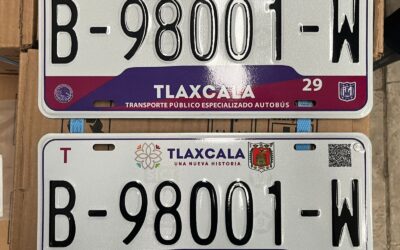 B-98001-W
TLAXCALA
29
TRANSPORTE PÚBLICO ESPECIALIZADO AUTOBÚS
T
TLAXCALA
UNA NUEVA HISTORIA
B-98001-W